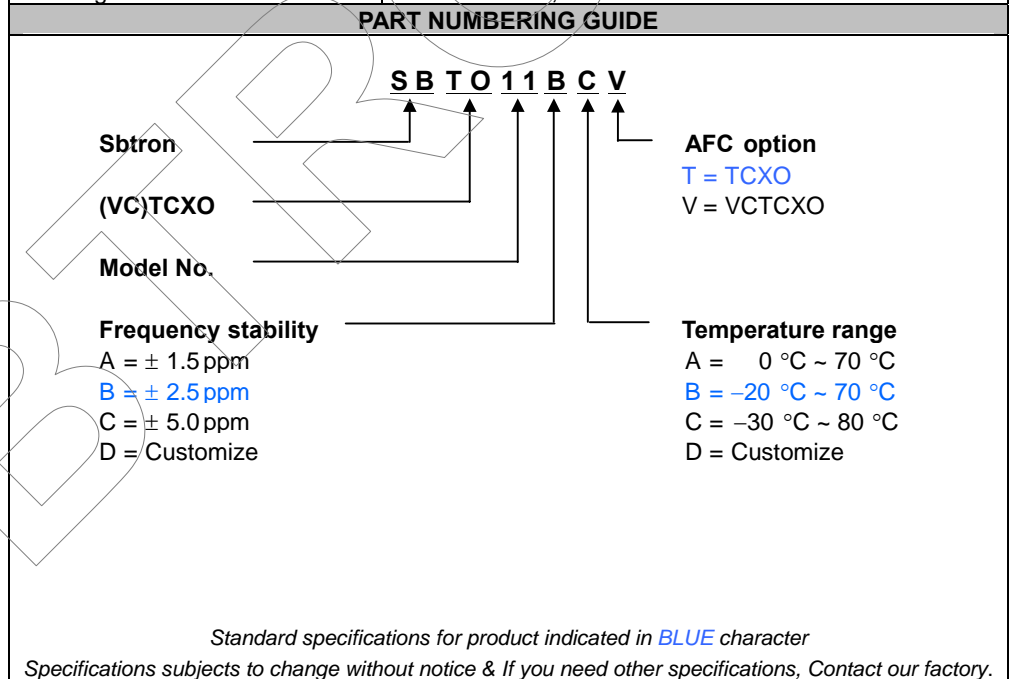 PART NUMBERING GUIDE
S B T O 1 1 B C V
Sbtron
(VC)TCXO
Model No.
Frequency stability
A = ± 1.5 ppm
B = ± 2.5 ppm
C = ± 5.0 ppm
D = Customize
AFC option
T = TCXO
V = VCTCXO
Temperature range
A = 0 °C ~ 70 °C
B = −20 °C ~ 70 °C
C = −30 °C ~ 80 °C
D = Customize
Standard specifications for product indicated in BLUE character
Specifications subjects to change without notice & If you need other specifications, Contact our factory.